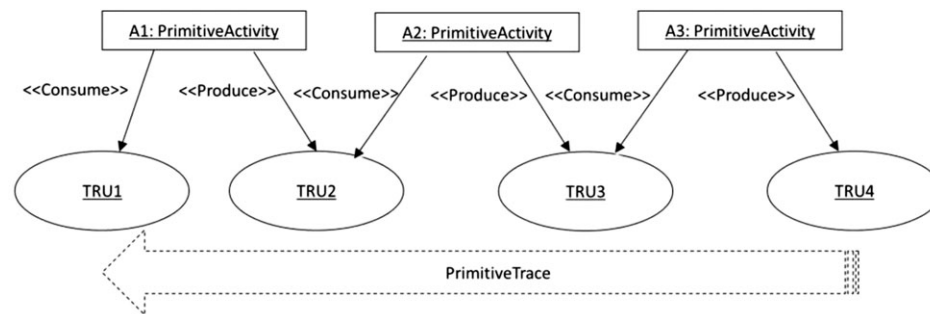 A1: PrimitiveActivity
A2: PrimitiveActivity
A3: PrimitiveActivity
<<Consume>>
<<Produce>>
<<Consume>>
<<Produce>>
<<Consume>>
<<Produce>>
TRU1
TRU2
TRU3
TRU4
PrimitiveTrace